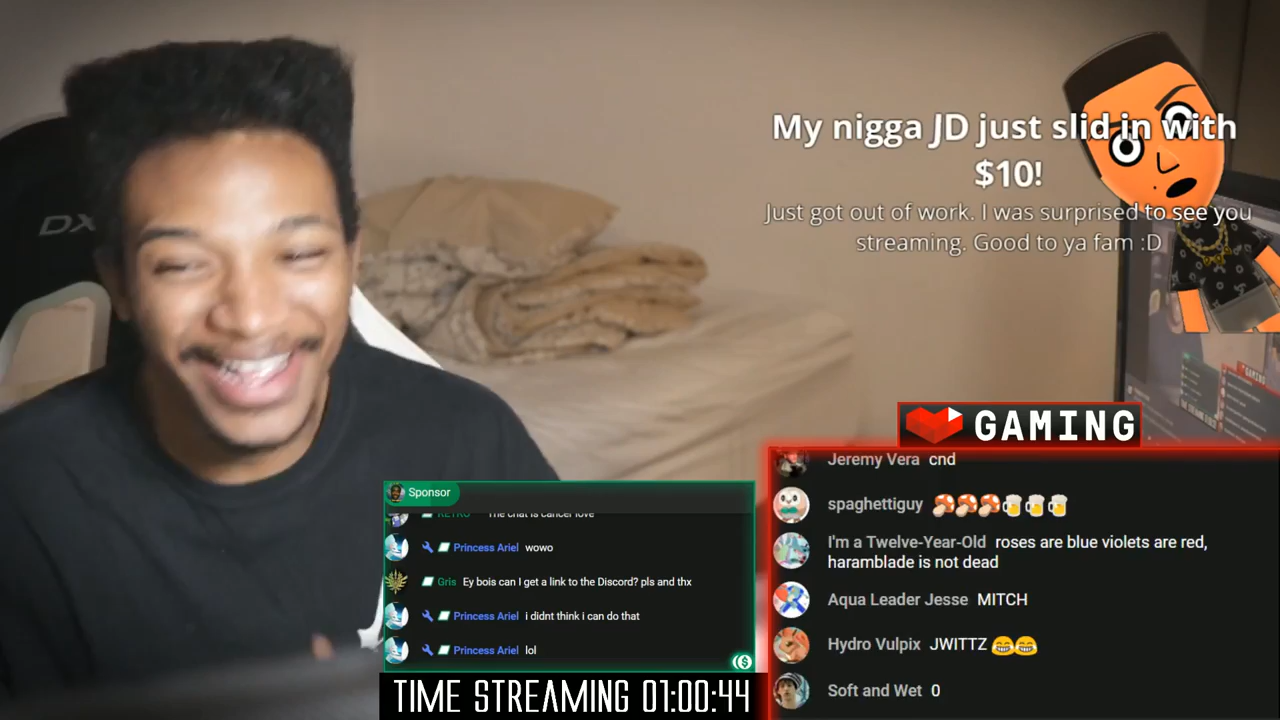 DX
My nigga JD just slid in with
$10!
Just got out of work. I was surprised to see you
streaming. Good to ya fam :D
GAMING
Jeremy Vera cnd
spaghettiguy 🍄🍄🍄🍺🍺🍺
I'm a Twelve-Year-Old roses are blue violets are red,
haramblade is not dead
Aqua Leader Jesse MITCH
Hydro Vulpix JWITTZ 😂😂
Soft and Wet 0
Sponsor
RETRO The chat is cancer love
Princess Ariel wowo
Gris Ey bois can I get a link to the Discord? pls and thx
Princess Ariel i didnt think i can do that
Princess Ariel lol
TIME STREAMING 01:00:44